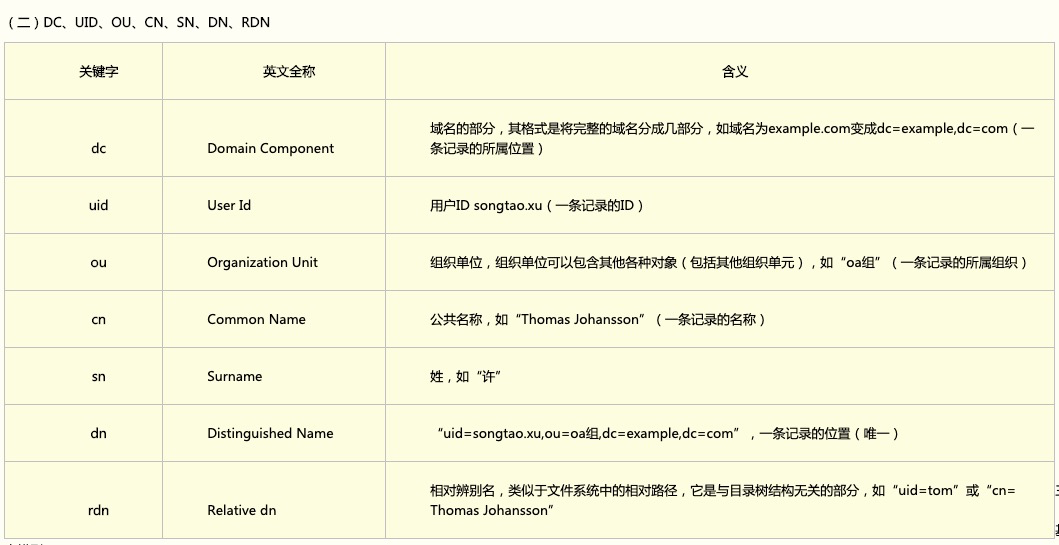 （二）DC、UID、OU、CN、SN、DN、RDN
关键字 英文全称 含义
域名的部分，其格式是将完整的域名分成几部分，如域名为example.com变成dc=example,dc=com（一
dc Domain Component 条记录的所属位置）
uid User Id 用户ID songtao.xu（一条记录的ID）
ou Organization Unit 组织单位，组织单位可以包含其他各种对象（包括其他组织单元），如“oa组”（一条记录的所属组织）
cn Common Name 公共名称，如“Thomas Johansson”（一条记录的名称）
sn Surname 姓，如“许”
dn Distinguished Name “uid=songtao.xu,ou=oa组,dc=example,dc=com”，一条记录的位置（唯一）
相对辨别名，类似于文件系统中的相对路径，它是与目录树结构无关的部分，如“uid=tom”或“cn=
rdn Relative dn Thomas Johansson”